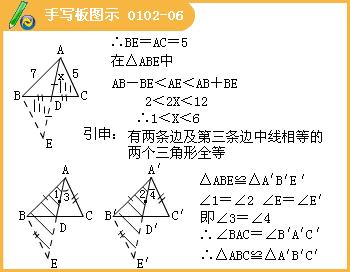 手写板图示 0102-06
∴BE=AC=5
在△ABE中
AB-BE<AE<AB+BE
2<2X<12
∴1<X<6
A
7
X
5
B
C
D
E
引申: 有两条边及第三条边中线相等的
两个三角形全等
A
1
3
B
D
C
E
A′
2
4
B′
D′
C′
E′
△ABE≌△A′B′E′
∠1=∠2 ∠E=∠E′
即∠3=∠4
∴∠BAC=∠B′A′C′
∴△ABC≌△A′B′C′